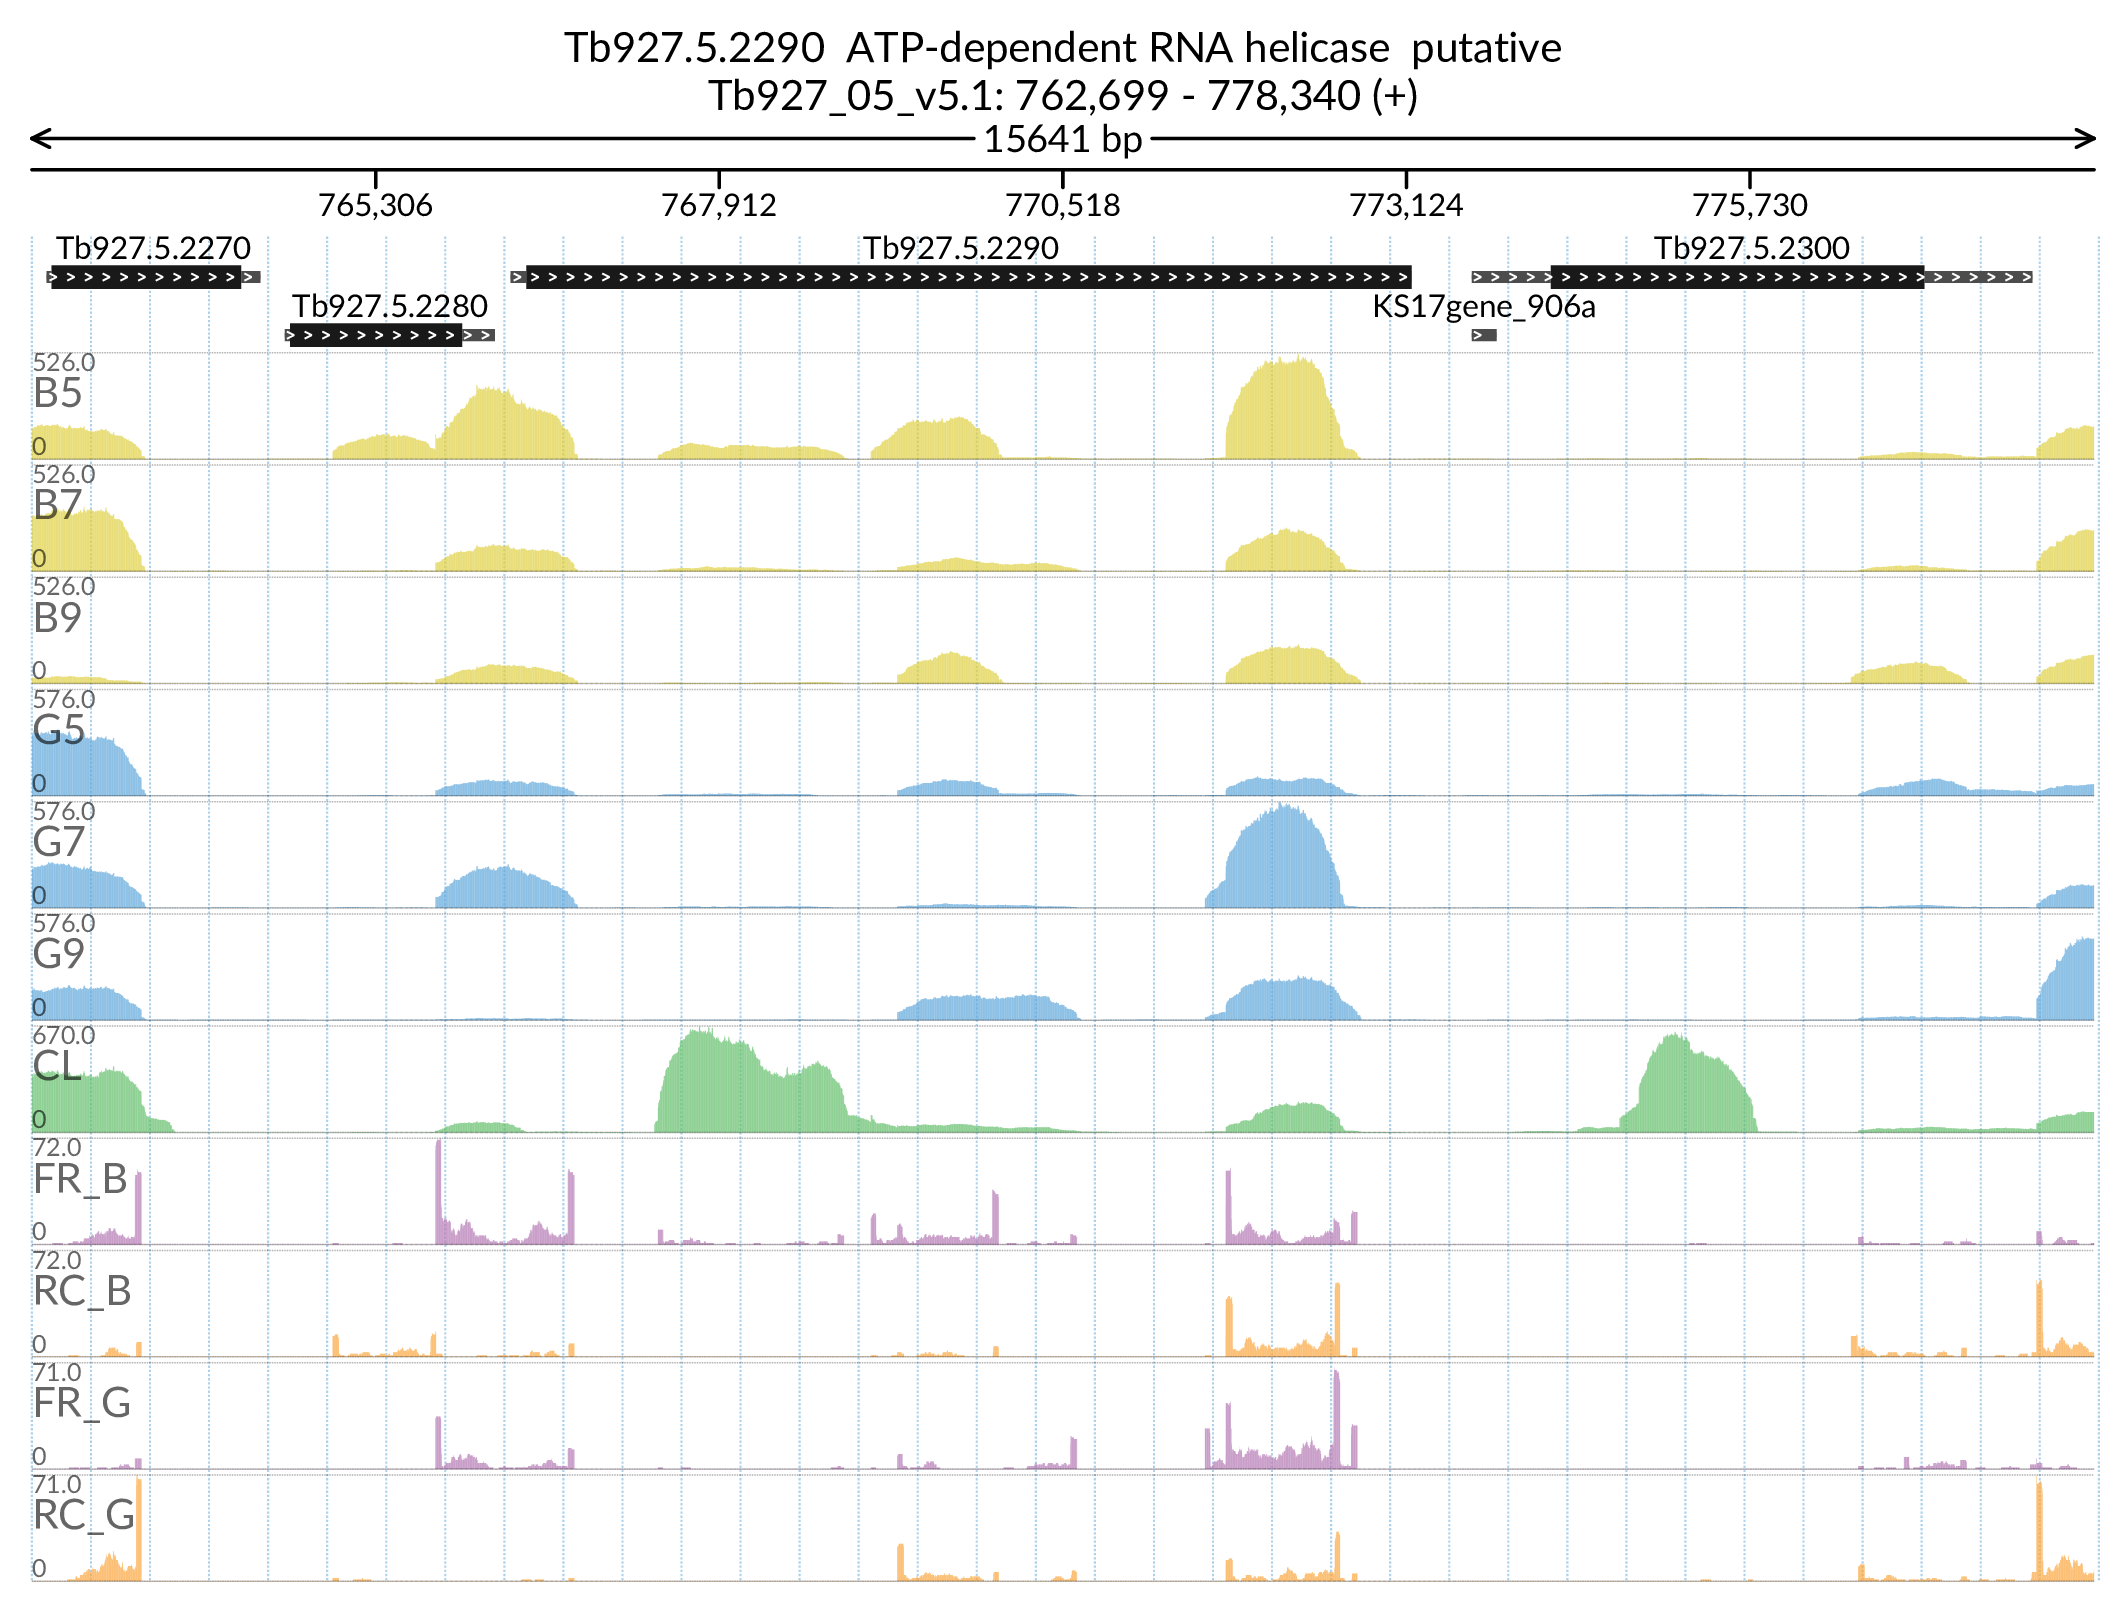 Tb927.5.2290  ATP-dependent RNA helicase  putative
Tb927_05_v5.1: 762,699 - 778,340 (+)
15641 bp
765,306 767,912 770,518 773,124 775,730
Tb927.5.2270 Tb927.5.2290 Tb927.5.2300
Tb927.5.2280 KS17gene_906a
526.0
B5
0
526.0
B7
0
526.0
B9
0
576.0
G5
0
576.0
G7
0
576.0
G9
0
670.0
CL
0
72.0
FR_B
0
72.0
RC_B
0
71.0
FR_G
0
71.0
RC_G
0